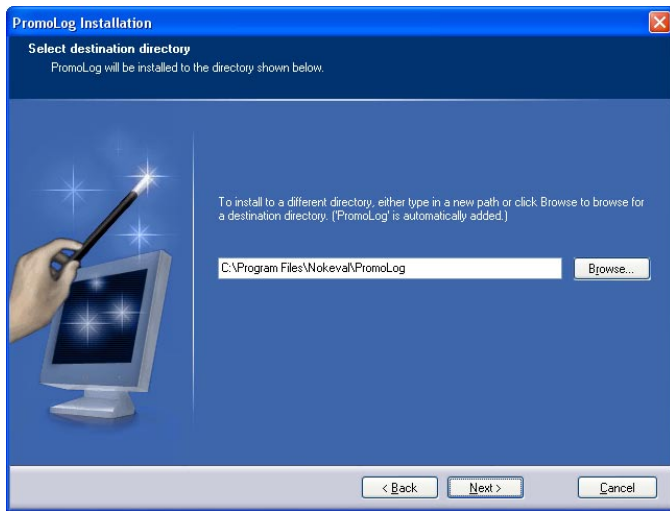 PromoLog Installation
Select destination directory
PromoLog will be installed to the directory shown below.
To install to a different directory, either type in a new path or click Browse to browse for
a destination directory. ('PromoLog' is automatically added.)
C:\Program Files\Nokeval\PromoLog
Browse...
< Back
Next >
Cancel